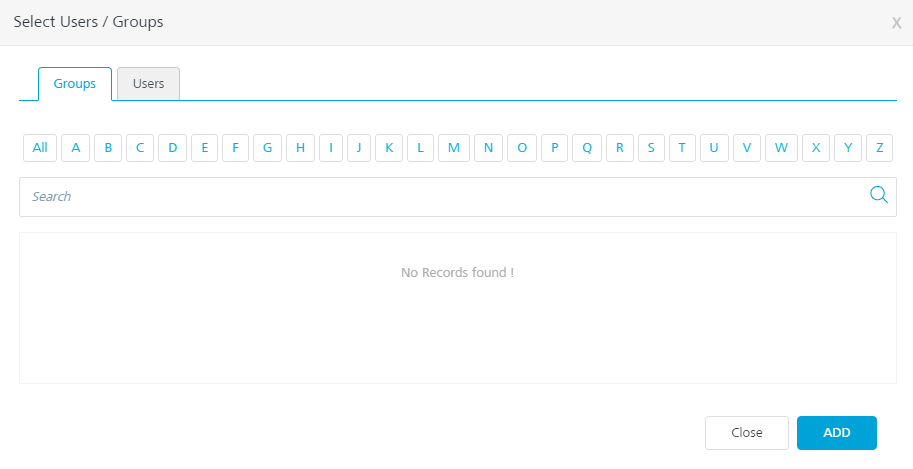 Select Users / Groups X
Groups Users
All A B C D E F G H I J K L M N O P Q R S T U V W X Y Z
Search
No Records found !
Close ADD